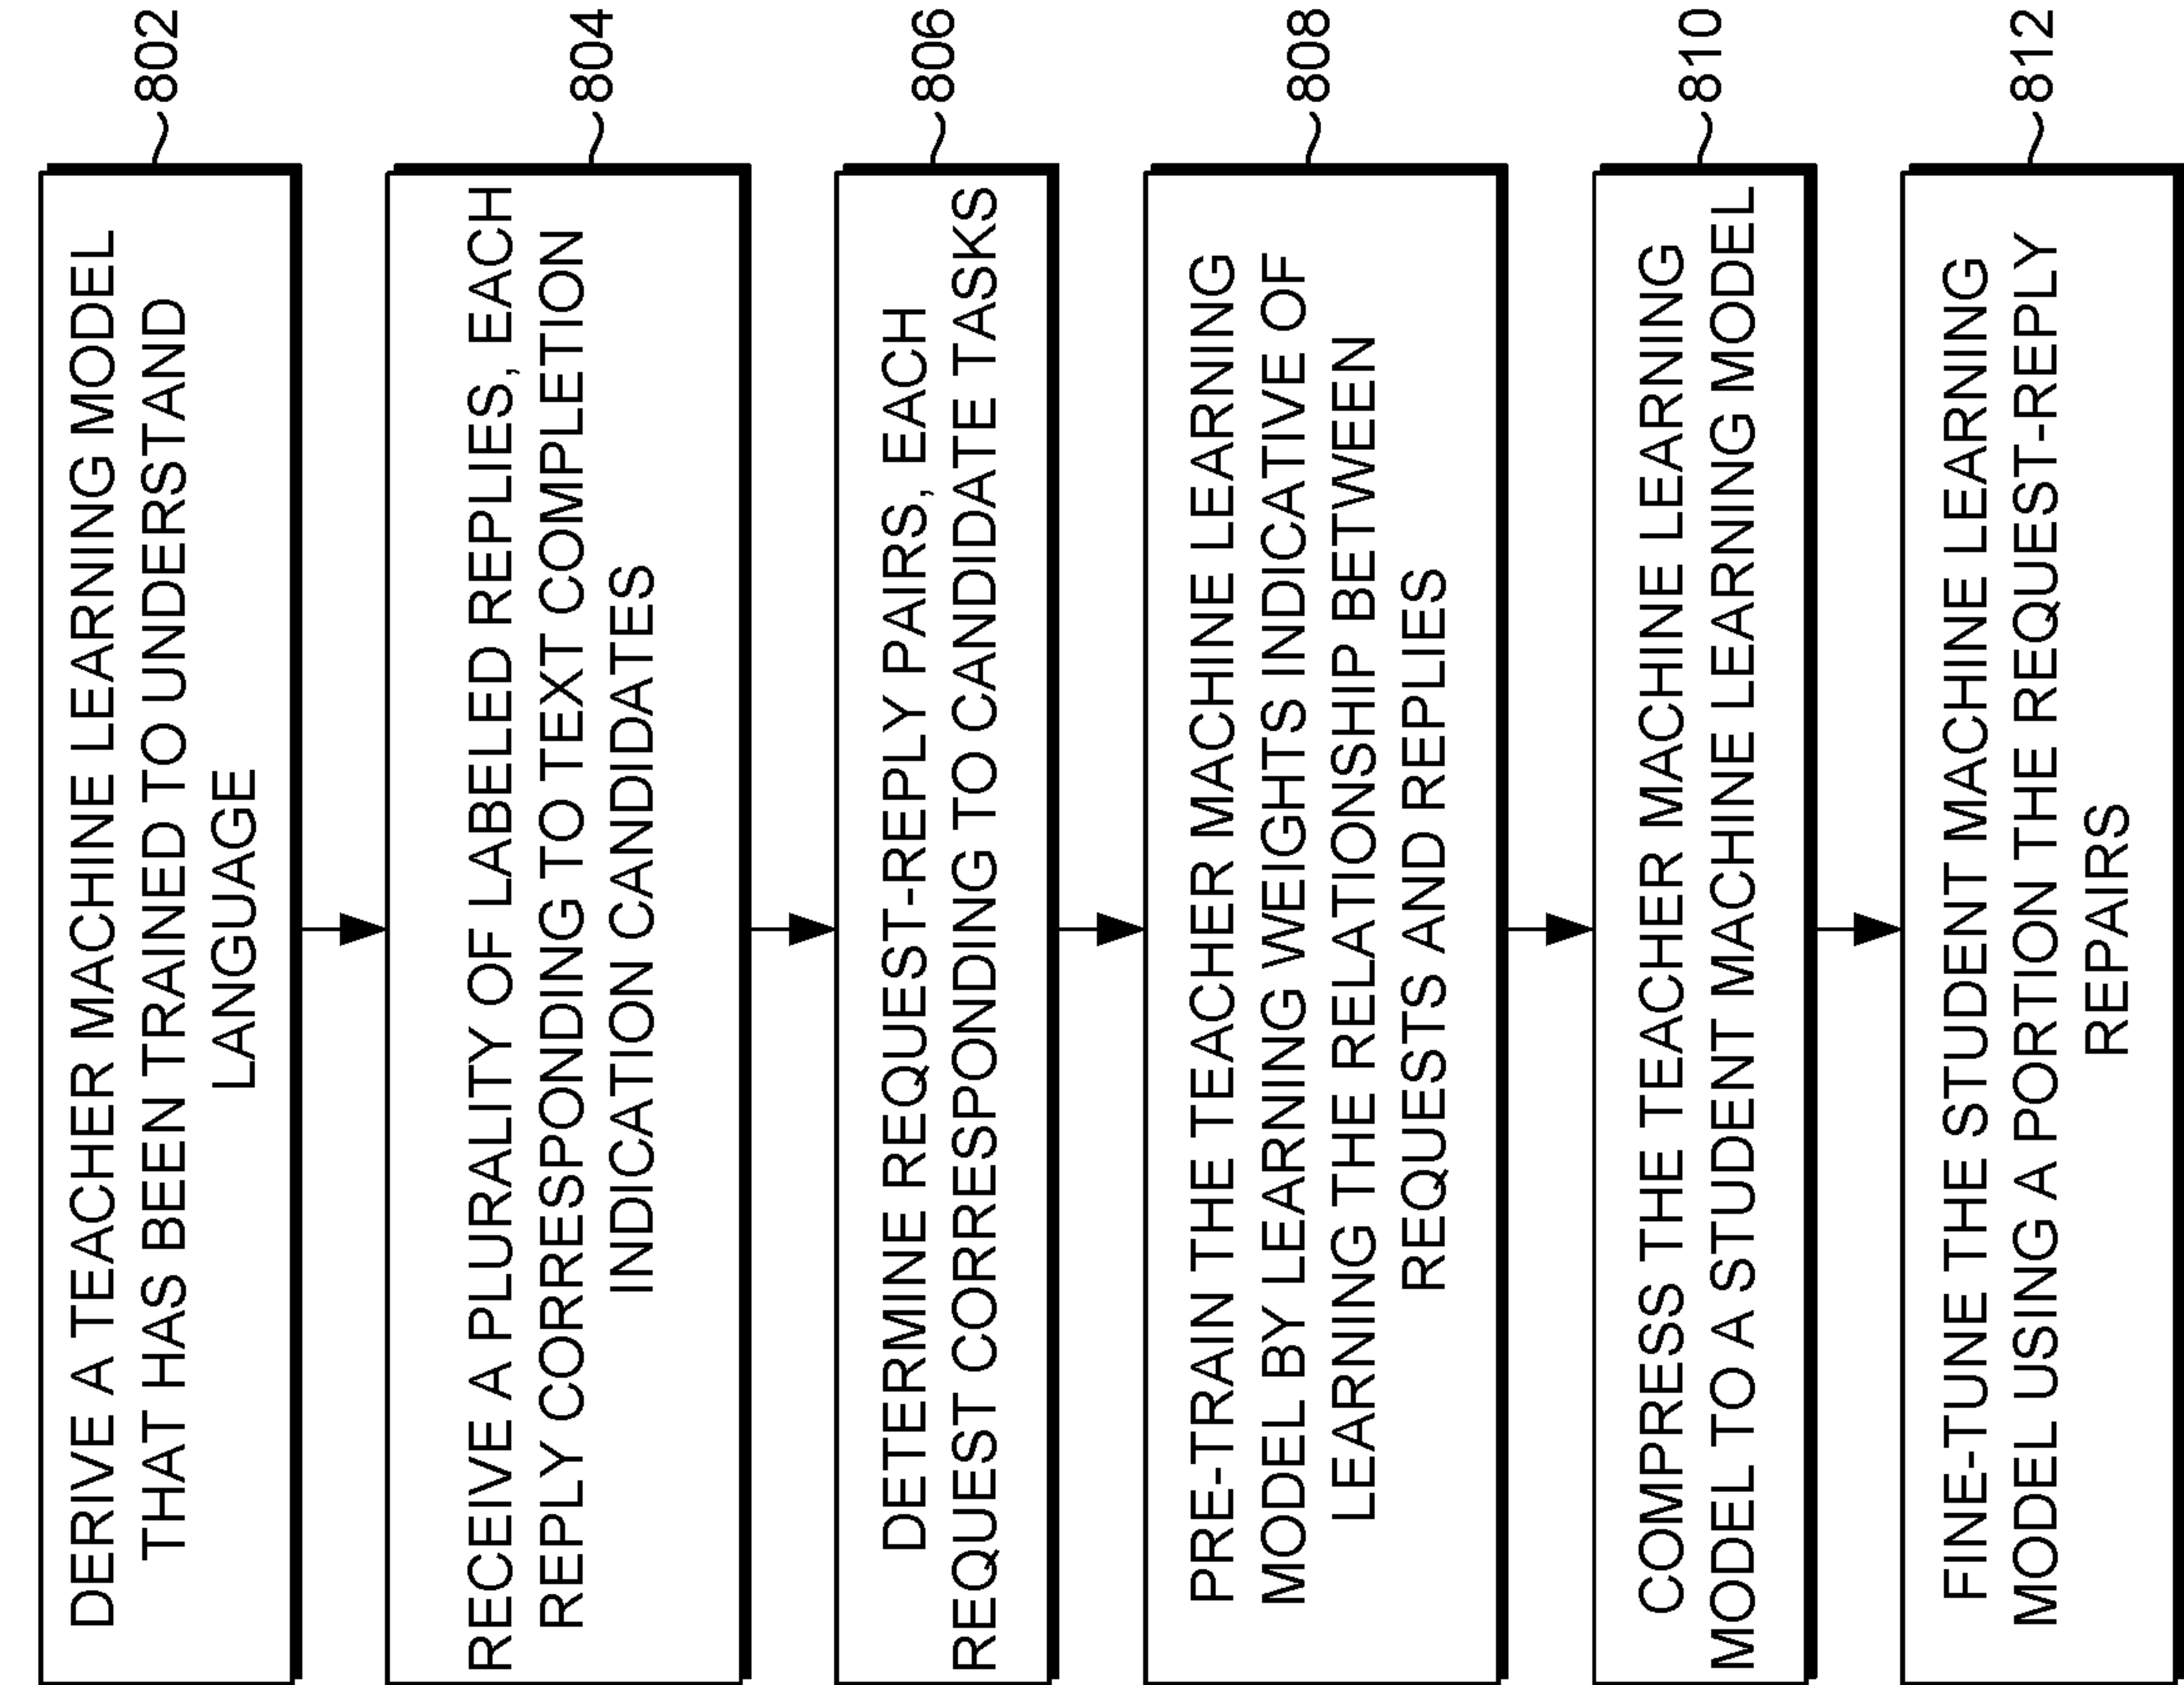 DERIVE A TEACHER MACHINE LEARNING MODEL
THAT HAS BEEN TRAINED TO UNDERSTAND
LANGUAGE
802
RECEIVE A PLURALITY OF LABELED REPLIES, EACH
REPLY CORRESPONDING TO TEXT COMPLETION
INDICATION CANDIDATES
804
DETERMINE REQUEST-REPLY PAIRS, EACH
REQUEST CORRESPONDING TO CANDIDATE TASKS
806
PRE-TRAIN THE TEACHER MACHINE LEARNING
MODEL BY LEARNING WEIGHTS INDICATIVE OF
LEARNING THE RELATIONSHIP BETWEEN
REQUESTS AND REPLIES
808
COMPRESS THE TEACHER MACHINE LEARNING
MODEL TO A STUDENT MACHINE LEARNING MODEL
810
FINE-TUNE THE STUDENT MACHINE LEARNING
MODEL USING A PORTION THE REQUEST-REPLY
REPAIRS
812